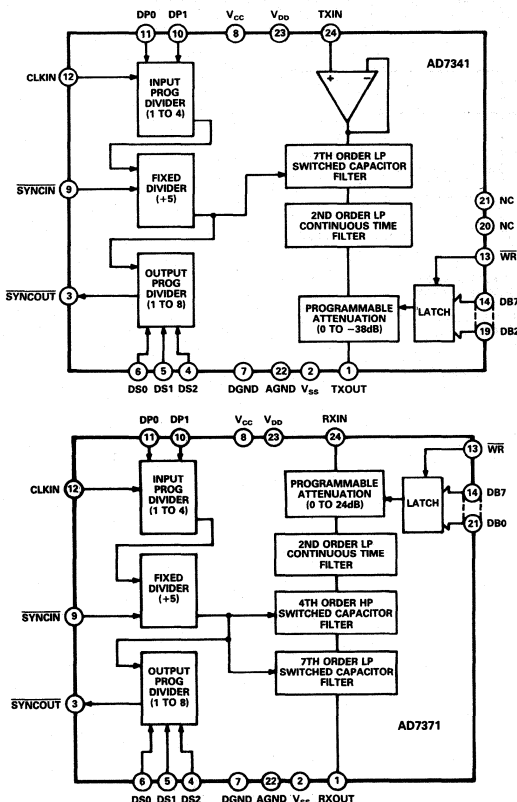 DP0 DP1 VCC VDD TXIN
11 10 8 23 24
AD7341
CLKIN 12
INPUT
PROG
DIVIDER
(1 TO 4)
+ -
SYNCIN 9
FIXED
DIVIDER
(+5)
7TH ORDER LP
SWITCHED CAPACITOR
FILTER
2ND ORDER LP
CONTINUOUS TIME
FILTER
21 NC
20 NC
13 WR
SYNCOUT 3
OUTPUT
PROG
DIVIDER
(1 TO 8)
PROGRAMMABLE
ATTENUATION
(0 TO -38dB)
LATCH
14 DB7
19 DB2
6 5 4 7 22 2 1
DS0 DS1 DS2 DGND AGND VSS TXOUT
DP0 DP1 VCC VDD RXIN
11 10 8 23 24
13 WR
CLKIN 12
INPUT
PROG
DIVIDER
(1 TO 4)
PROGRAMMABLE
ATTENUATION
(0 TO 24dB)
LATCH
14 DB7
21 DB0
2ND ORDER LP
CONTINUOUS TIME
FILTER
SYNCIN 9
FIXED
DIVIDER
(+5)
4TH ORDER HP
SWITCHED CAPACITOR
FILTER
SYNCOUT 3
OUTPUT
PROG
DIVIDER
(1 TO 8)
7TH ORDER LP
SWITCHED CAPACITOR
FILTER
AD7371
6 5 4 7 22 2 1
DS0 DS1 DS2 DGND AGND VSS RXOUT